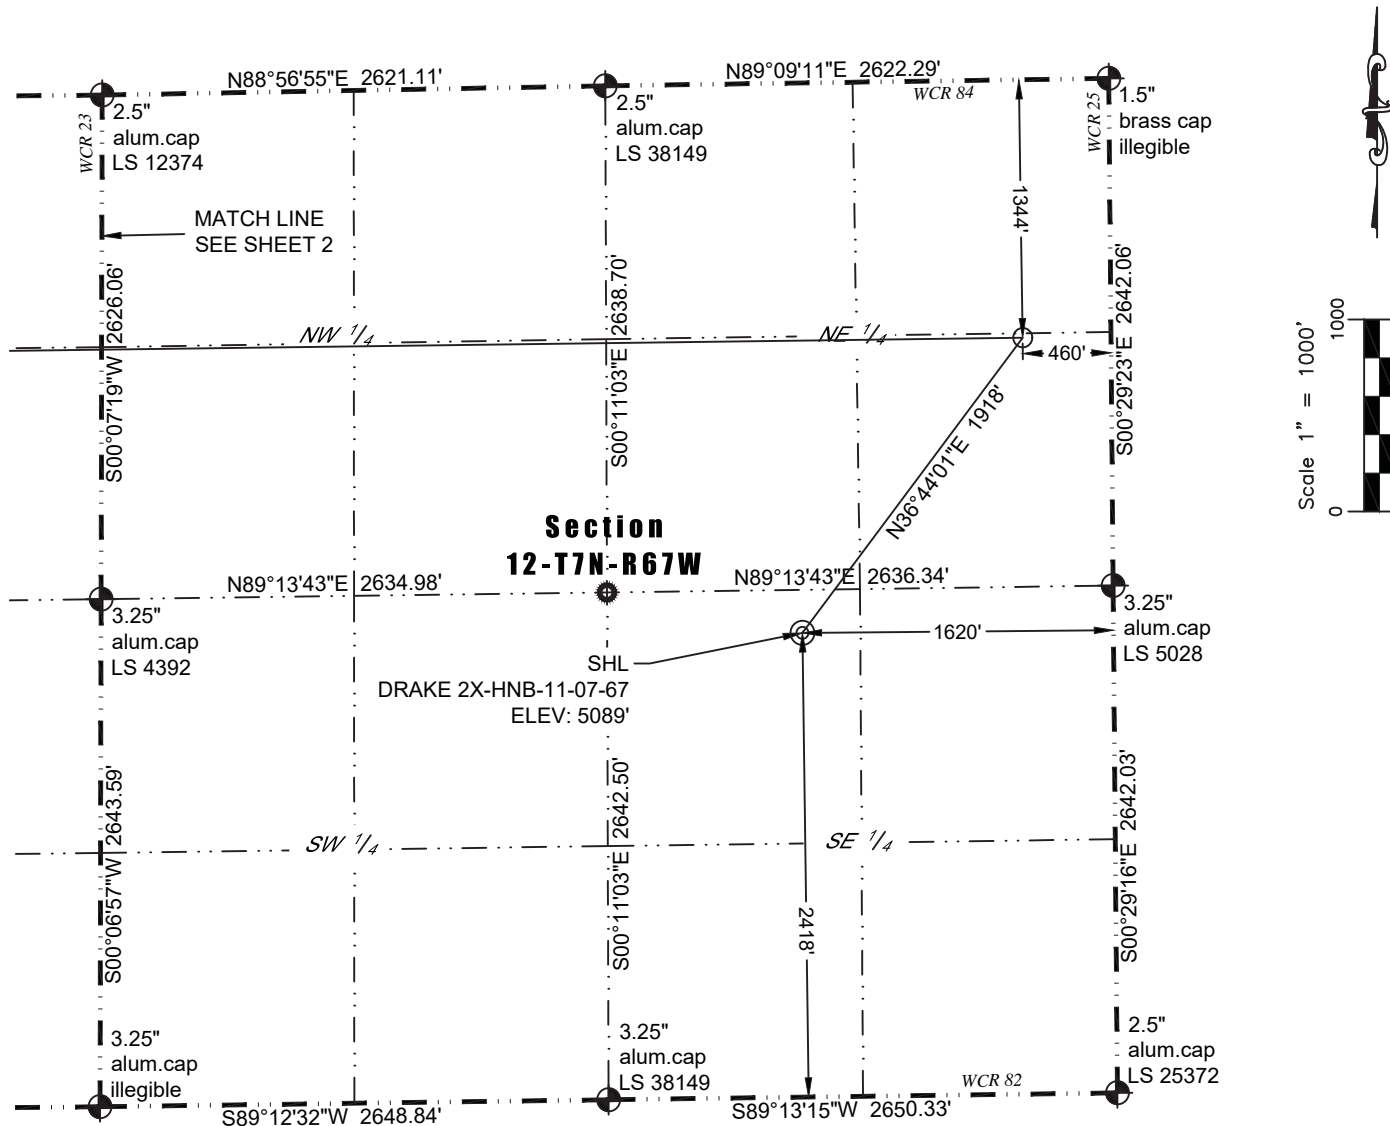 N88°56'55"E 2621.11'
N89°09'11"E 2622.29'
WCR 84
WCR 23
2.5"
alum.cap
LS 12374
2.5"
alum.cap
LS 38149
WCR 25
1.5"
brass cap
illegible
MATCH LINE
SEE SHEET 2
1344'
S00°07'19"W 2626.06'
S00°11'03"E 2638.70'
S00°29'23"E 2642.06'
NW 1/4
NE 1/4
460'
N36°44'01"E 1918'
Scale 1" = 1000'
0
1000
Section
12-T7N-R67W
N89°13'43"E 2634.98'
N89°13'43"E 2636.34'
3.25"
alum.cap
LS 4392
3.25"
alum.cap
LS 5028
1620'
SHL
DRAKE 2X-HNB-11-07-67
ELEV: 5089'
S00°06'57"W 2643.59'
S00°11'03"E 2642.50'
S00°29'16"E 2642.03'
SW 1/4
SE 1/4
2418'
3.25"
alum.cap
illegible
3.25"
alum.cap
LS 38149
2.5"
alum.cap
LS 25372
WCR 82
S89°12'32"W 2648.84'
S89°13'15"W 2650.33'